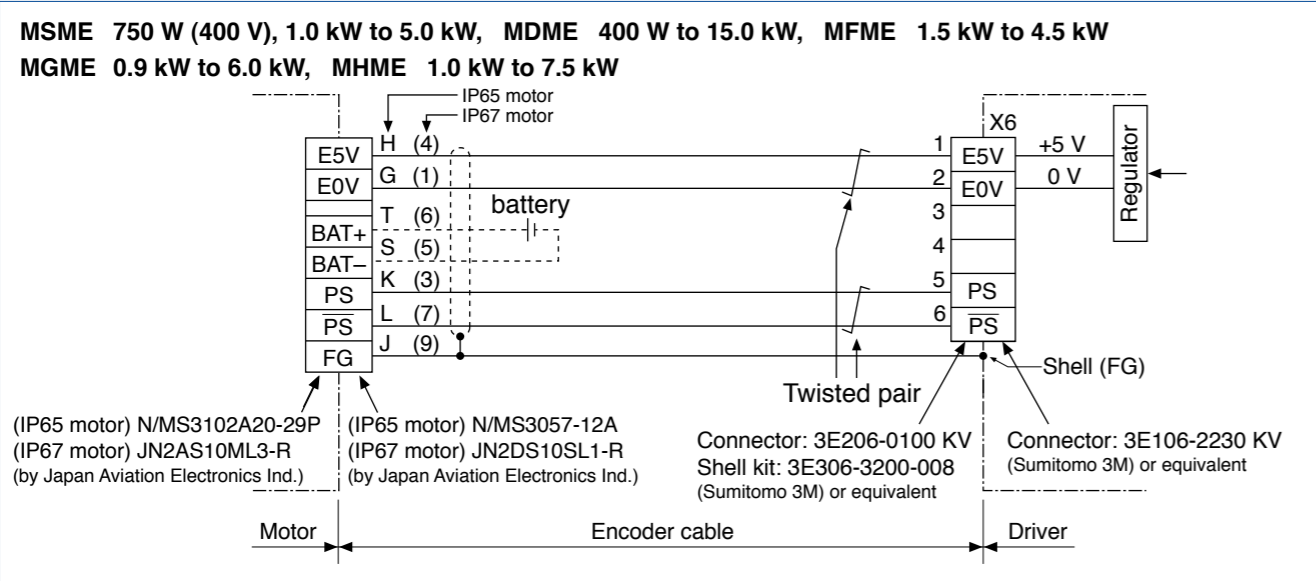 MSME 750 W (400 V), 1.0 kW to 5.0 kW, MDME 400 W to 15.0 kW, MFME 1.5 kW to 4.5 kW
MGME 0.9 kW to 6.0 kW, MHME 1.0 kW to 7.5 kW
IP65 motor
IP67 motor
X6
E5V H (4) 1 E5V +5 V
E0V G (1) 2 E0V 0 V
Regulator
T (6) battery 3
BAT+
S (5) 4
BAT–
K (3) 5
PS PS
L (7) 6
P̅S̅ P̅S̅
J (9)
FG
Shell (FG)
Twisted pair
(IP65 motor) N/MS3102A20-29P
(IP67 motor) JN2AS10ML3-R
(by Japan Aviation Electronics Ind.)
(IP65 motor) N/MS3057-12A
(IP67 motor) JN2DS10SL1-R
(by Japan Aviation Electronics Ind.)
Connector: 3E206-0100 KV
Shell kit: 3E306-3200-008
(Sumitomo 3M) or equivalent
Connector: 3E106-2230 KV
(Sumitomo 3M) or equivalent
Motor Encoder cable Driver